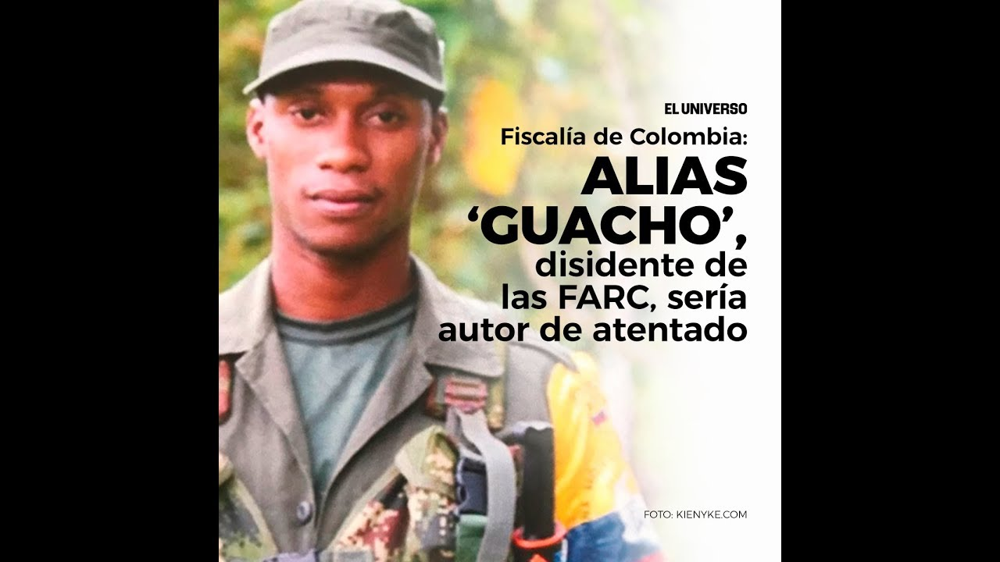 EL UNIVERSO
Fiscalía de Colombia:
ALIAS
‘GUACHO’,
disidente de
las FARC, sería
autor de atentado
FOTO: KIENYKE.COM